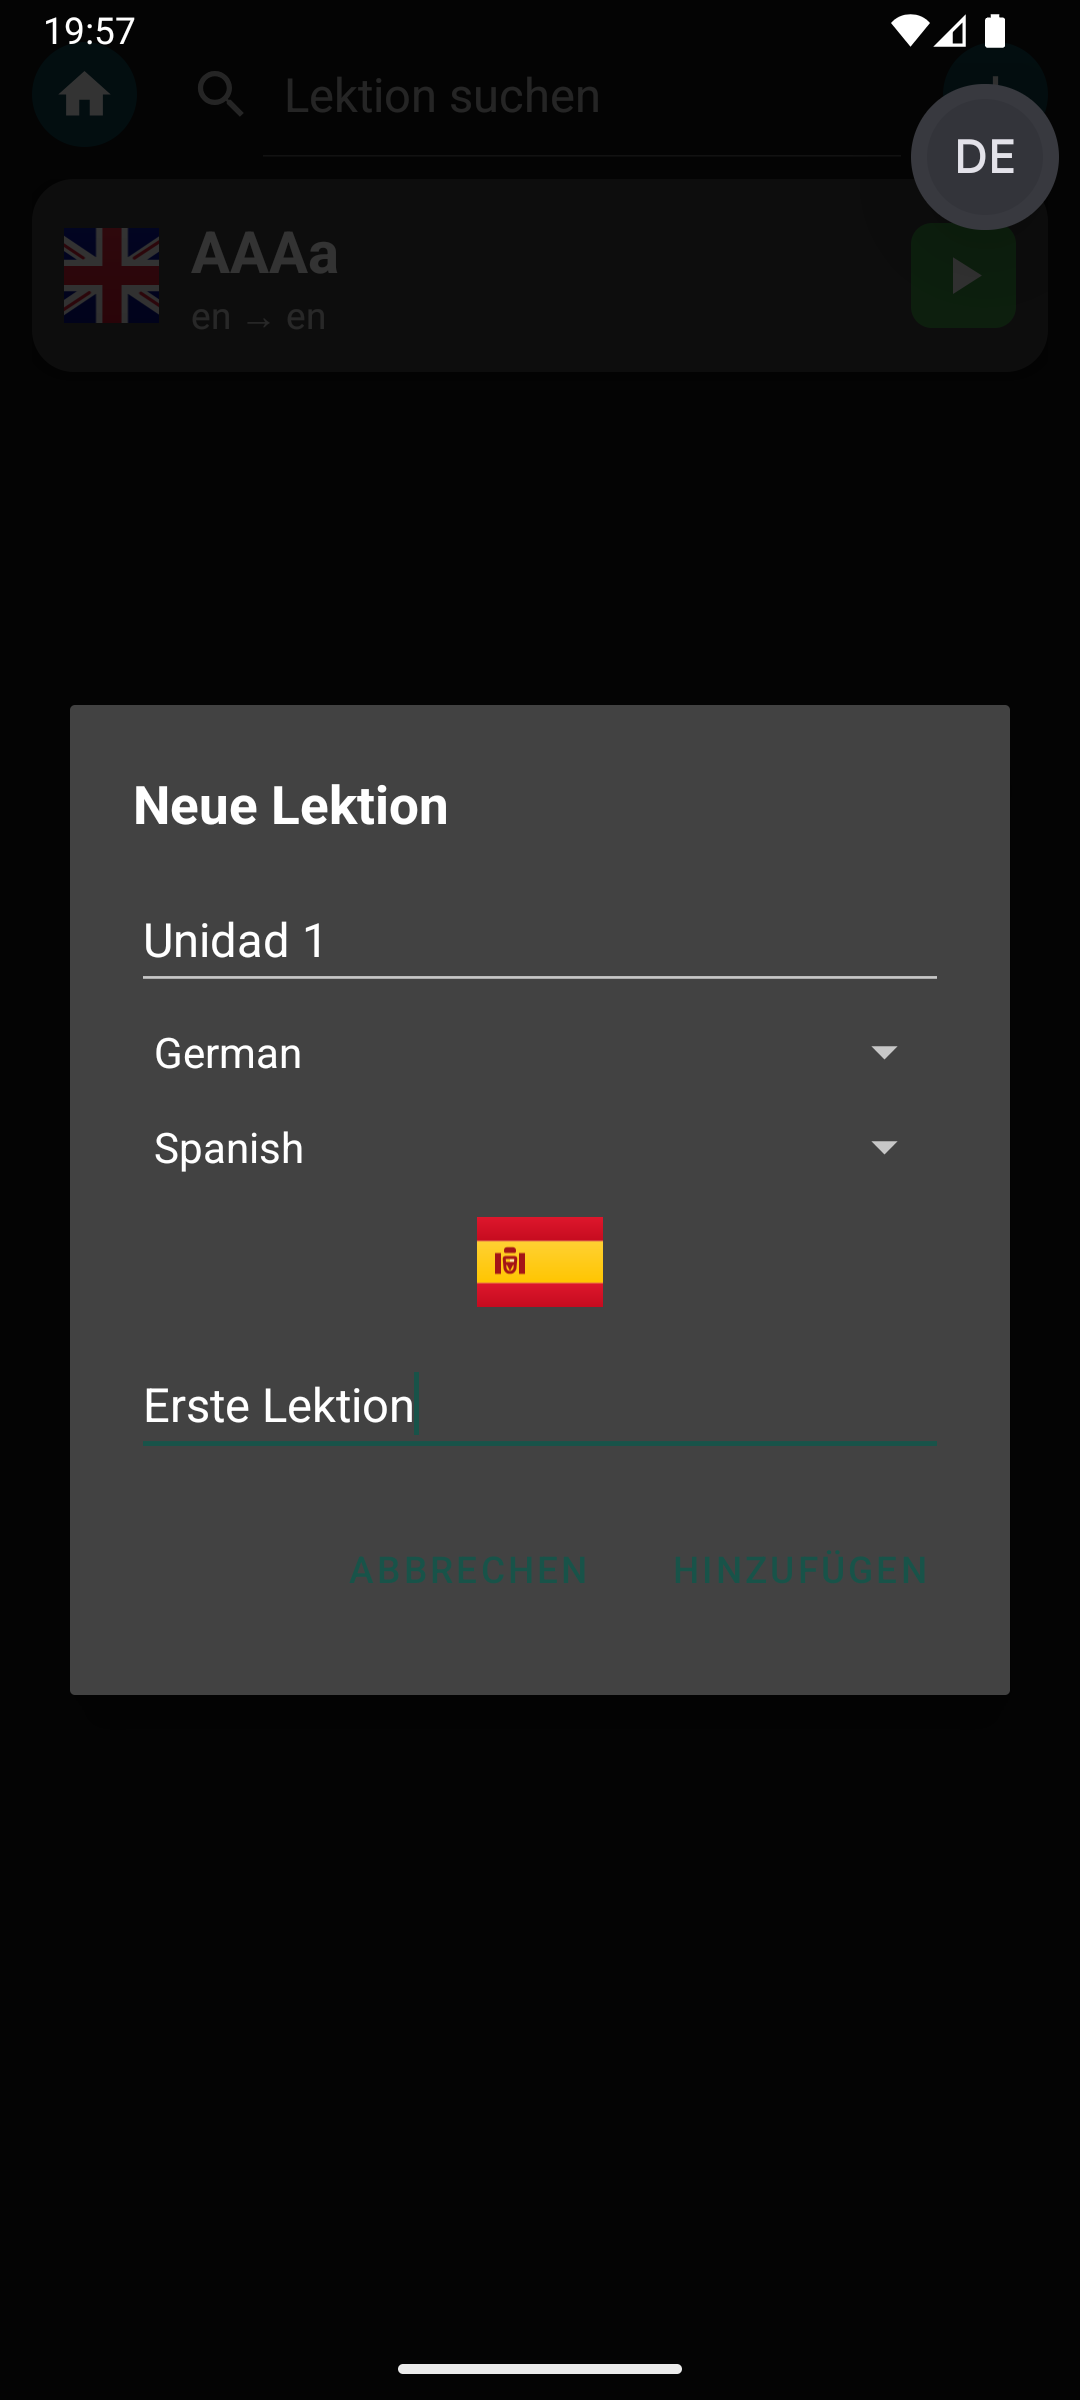 19:57
Lektion suchen
DE
AAAa
en → en
Neue Lektion
Unidad 1
German
Spanish
Erste Lektion
ABBRECHEN HINZUFÜGEN